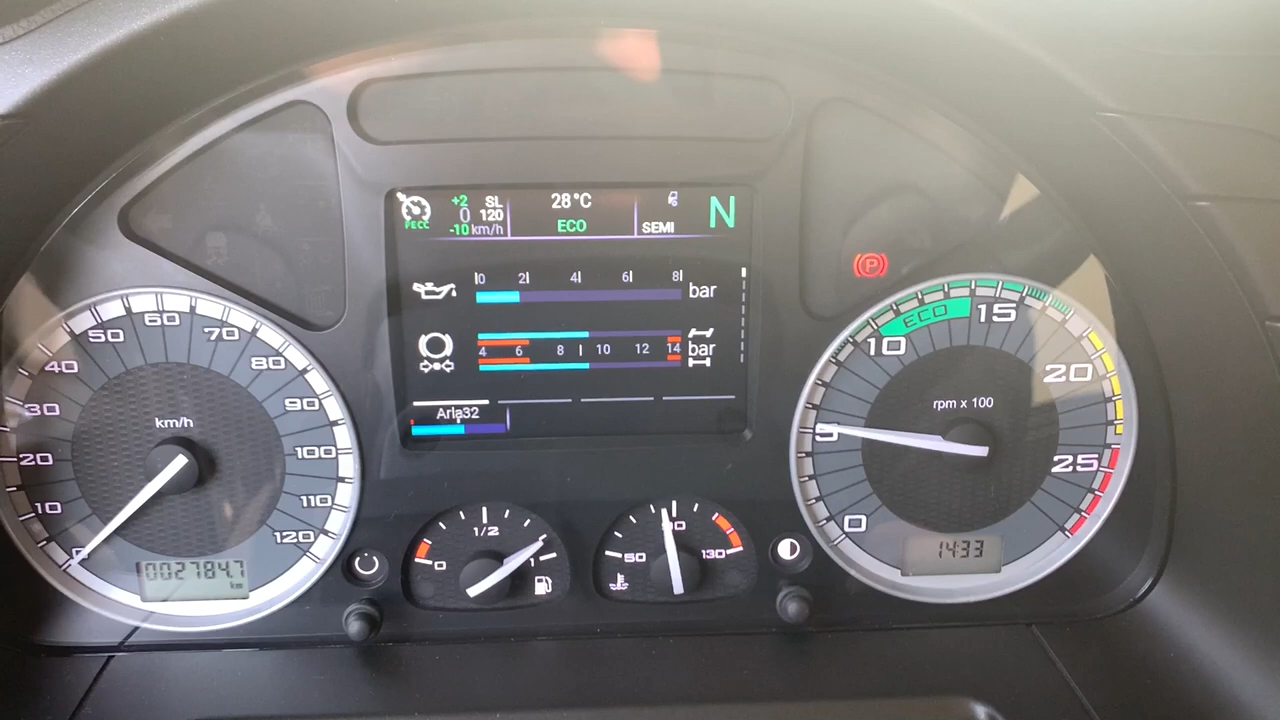 +2 SL
0 120
-10 km/h
PECC
28°C
ECO
SEMI
N
0 2 4 6 8
bar
4 6 8 10 12 14
bar
Arla32
0
10
20
30
40
50
60
70
80
90
100
110
120
km/h
002784.7
km
0 1/2 1
50 90 130
P
0
5
10
ECO
15
20
25
rpm x 100
14:33